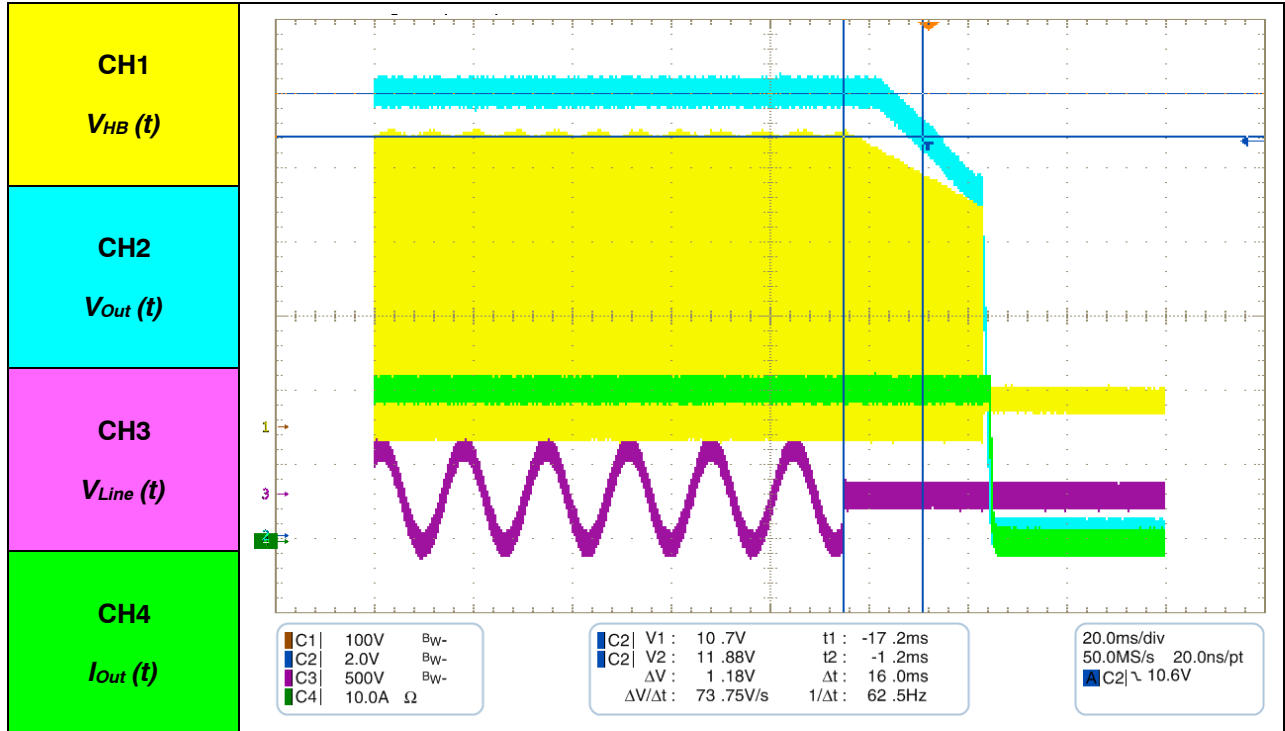 CH1
VHB (t)
CH2
VOut (t)
CH3
VLine (t)
CH4
IOut (t)
1
3
2
T
C1 100V BW-
C2 2.0V BW-
C3 500V BW-
C4 10.0A Ω
C2 V1 : 10 .7V t1 : -17 .2ms
C2 V2 : 11 .88V t2 : -1 .2ms
ΔV : 1 .18V Δt : 16 .0ms
ΔV/Δt : 73 .75V/s 1/Δt : 62 .5Hz
20.0ms/div
50.0MS/s 20.0ns/pt
A C2 10.6V